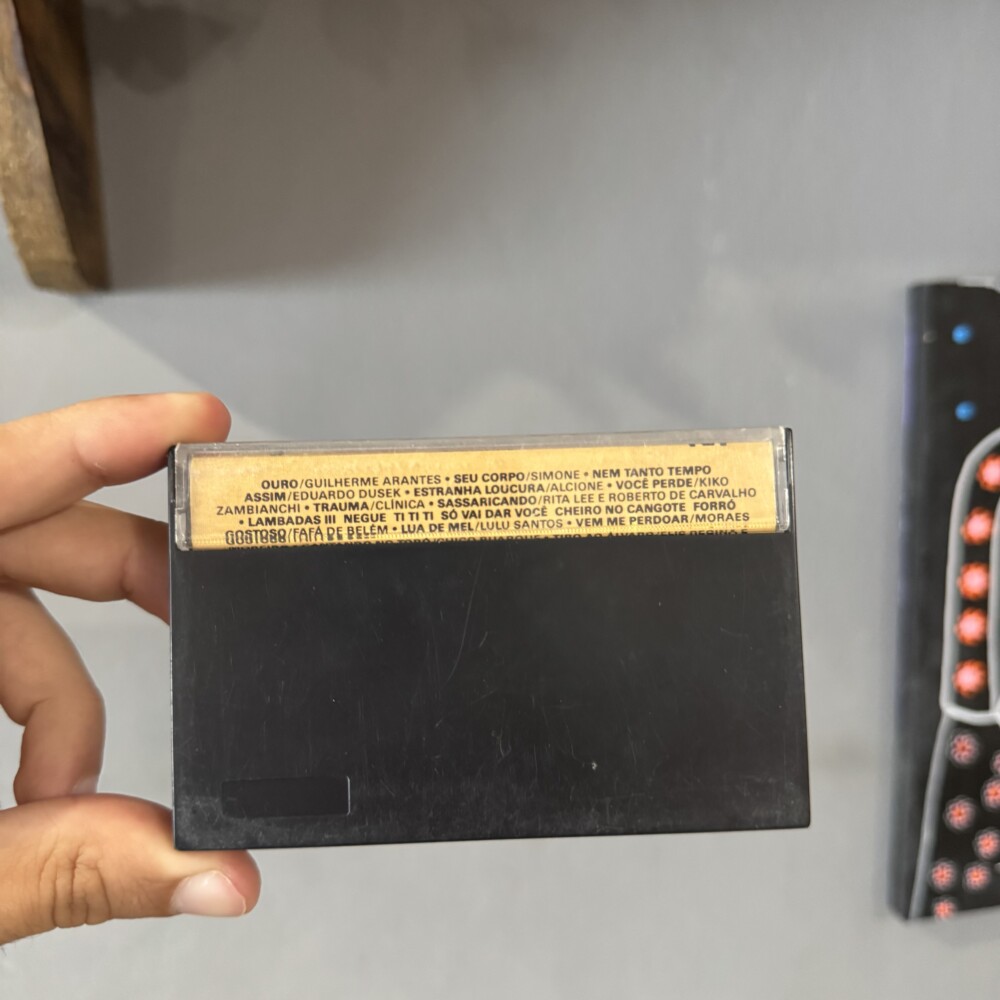 OURO/GUILHERME ARANTES • SEU CORPO/SIMONE • NEM TANTO TEMPO
ASSIM/EDUARDO DUSEK • ESTRANHA LOUCURA/ALCIONE • VOCÊ PERDE/KIKO
ZAMBIANCHI • TRAUMA/CLÍNICA • SASSARICANDO/RITA LEE E ROBERTO DE CARVALHO
• LAMBADAS III NEGUE TI TI TI SÓ VAI DAR VOCÊ CHEIRO NO CANGOTE FORRÓ
GOSTOSO/FAFÁ DE BELÉM • LUA DE MEL/LULU SANTOS • VEM ME PERDOAR/MORAES